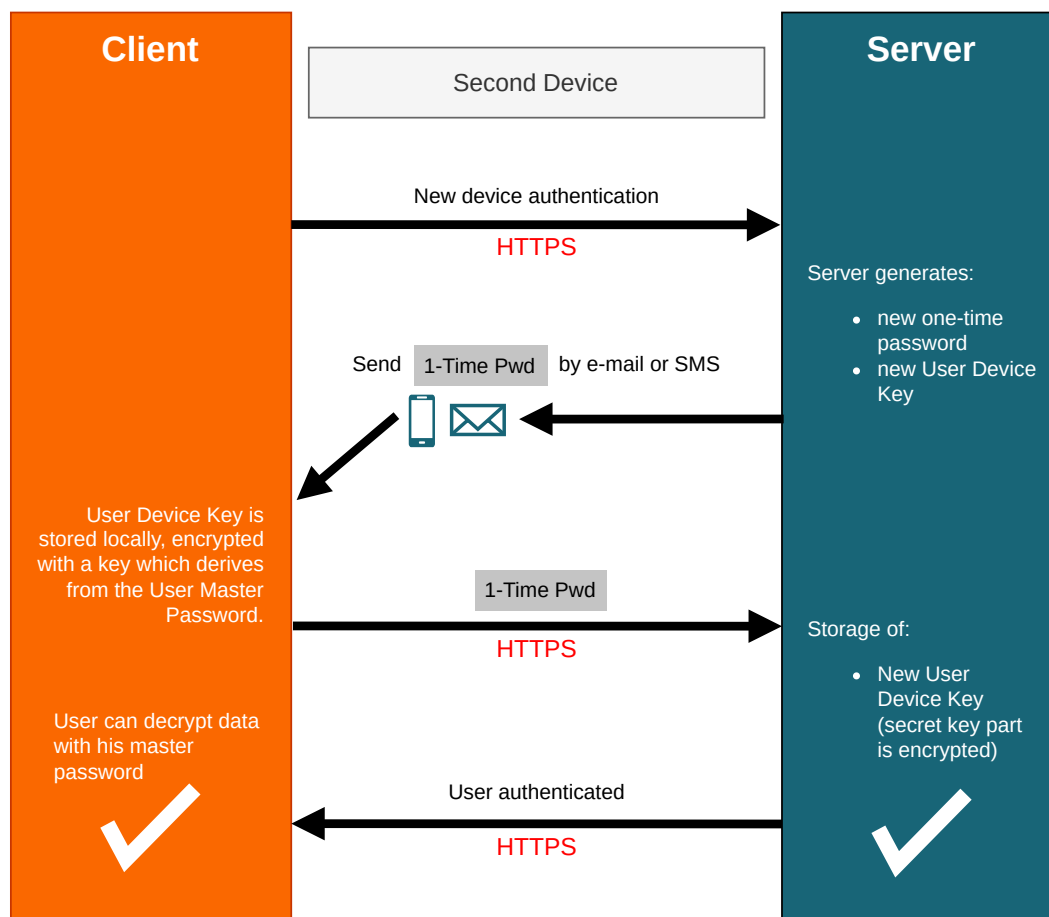 Client
Second Device
Server
New device authentication
HTTPS
Server generates:
• new one-time
password
• new User Device
Key
Send 1-Time Pwd by e-mail or SMS
User Device Key is
stored locally, encrypted
with a key which derives
from the User Master
Password.
1-Time Pwd
HTTPS
Storage of:
• New User
Device Key
(secret key part
is encrypted)
User can decrypt data
with his master
password
User authenticated
HTTPS